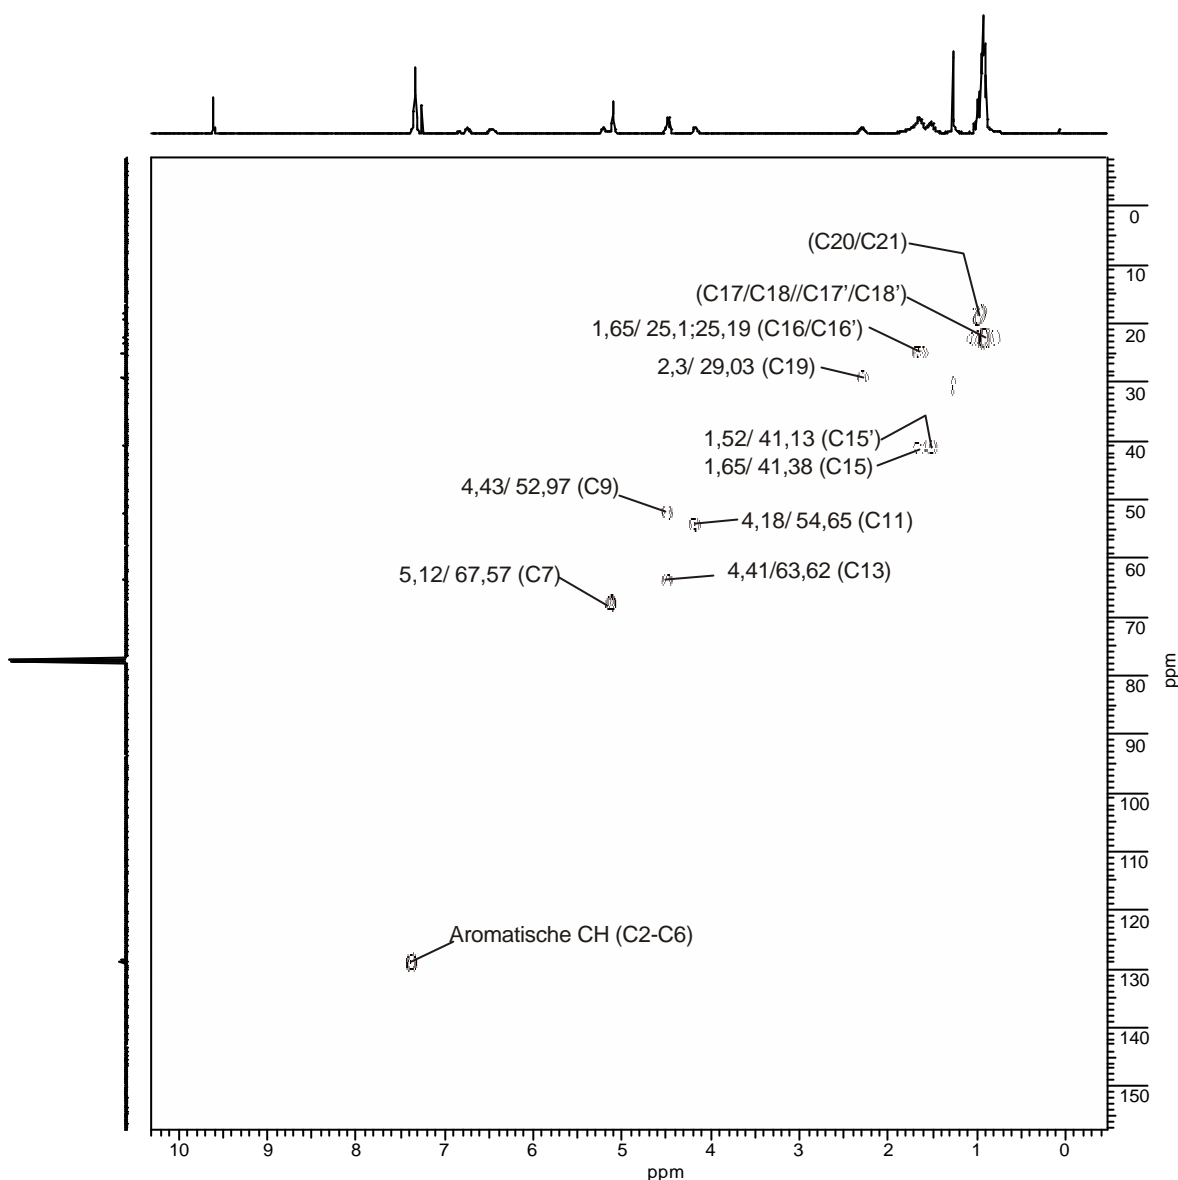 (C20/C21)
(C17/C18//C17’/C18’)
1,65/ 25,1;25,19 (C16/C16’)
2,3/ 29,03 (C19)
1,52/ 41,13 (C15’)
1,65/ 41,38 (C15)
4,43/ 52,97 (C9)
4,18/ 54,65 (C11)
5,12/ 67,57 (C7)
4,41/63,62 (C13)
Aromatische CH (C2-C6)
0
10
20
30
40
50
60
70
80
90
100
110
120
130
140
150
ppm
10 9 8 7 6 5 4 3 2 1 0
ppm